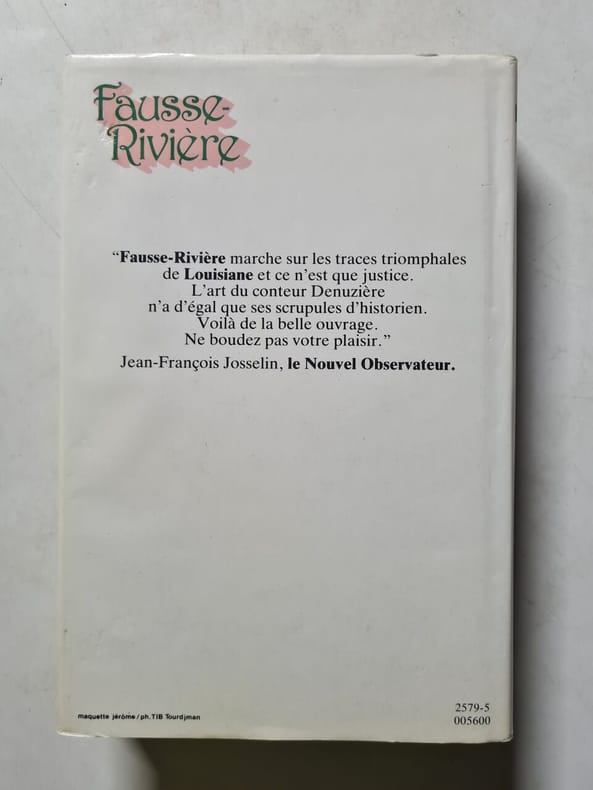 Fausse-
Rivière
“Fausse-Rivière marche sur les traces triomphales
de Louisiane et ce n’est que justice.
L’art du conteur Denuzière
n’a d’égal que ses scrupules d’historien.
Voilà de la belle ouvrage.
Ne boudez pas votre plaisir.”
Jean-François Josselin, le Nouvel Observateur.
maquette jérôme/ph.TIB Tourdjman
2579-5
005600